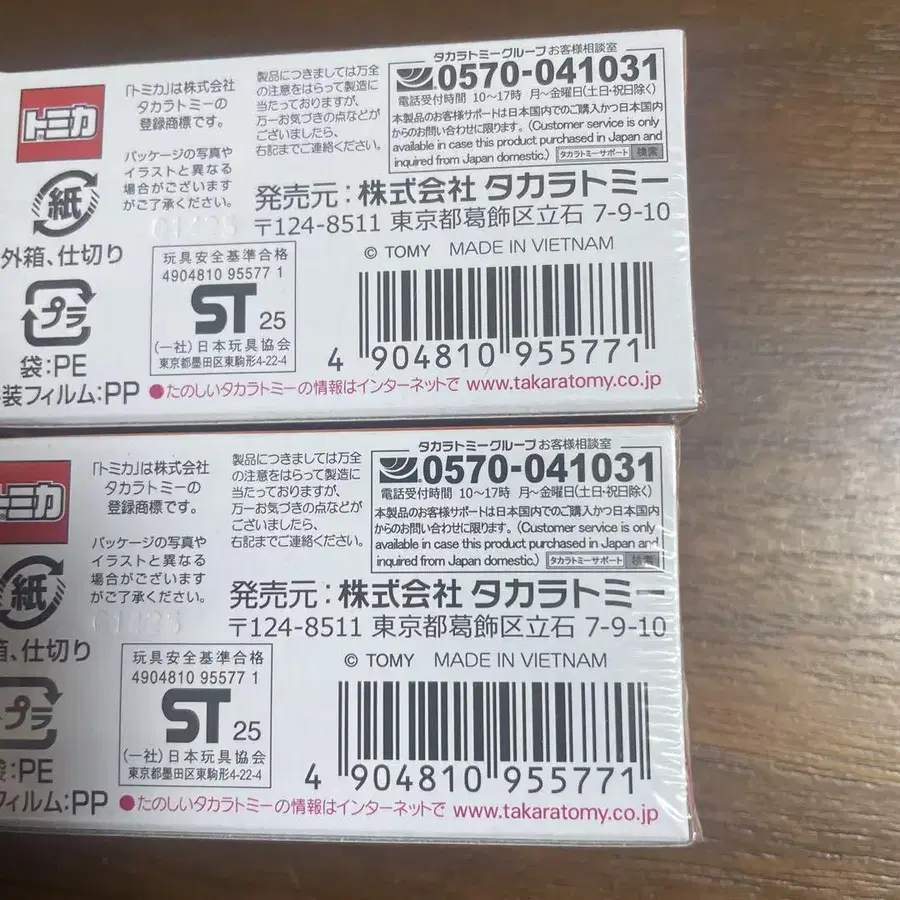 トミカ
「トミカ」は株式会社
タカラトミーの
登録商標です。
パッケージの写真や
イラストと異なる
場合がございます
がご了承ください。
製品につきましては万全
の注意をはらって製造に
当たっておりますが、
万一お気づきの点などが
ございましたら、
右記までご連絡ください。
タカラトミーグループ お客様相談室
0570-041031
電話受付時間 10~17時 月~金曜日(土日・祝日除く)
本製品のお客様サポートは日本国内でのご購入かつ日本国内
からのお問い合わせに限ります。(Customer service is only
available in case this product purchased in Japan and
inquired from Japan domestic.) タカラトミーサポート 検索
発売元:株式会社 タカラトミー
〒124-8511 東京都葛飾区立石 7-9-10
紙
外箱、仕切り
プラ
袋:PE
装フィルム:PP
玩具安全基準合格
4904810 95577 1
ST 25
(一社)日本玩具協会
東京都墨田区東駒形4-22-4
© TOMY MADE IN VIETNAM
4 904810 955771
●たのしいタカラトミーの情報はインターネットで www.takaratomy.co.jp
トミカ
「トミカ」は株式会社
タカラトミーの
登録商標です。
パッケージの写真や
イラストと異なる
場合がございます
がご了承ください。
製品につきましては万全
の注意をはらって製造に
当たっておりますが、
万一お気づきの点などが
ございましたら、
右記までご連絡ください。
タカラトミーグループ お客様相談室
0570-041031
電話受付時間 10~17時 月~金曜日(土日・祝日除く)
本製品のお客様サポートは日本国内でのご購入かつ日本国内
からのお問い合わせに限ります。(Customer service is only
available in case this product purchased in Japan and
inquired from Japan domestic.) タカラトミーサポート 検索
発売元:株式会社 タカラトミー
〒124-8511 東京都葛飾区立石 7-9-10
紙
箱、仕切り
プラ
袋:PE
フィルム:PP
玩具安全基準合格
4904810 95577 1
ST 25
(一社)日本玩具協会
東京都墨田区東駒形4-22-4
© TOMY MADE IN VIETNAM
4 904810 955771
●たのしいタカラトミーの情報はインターネットで www.takaratomy.co.jp